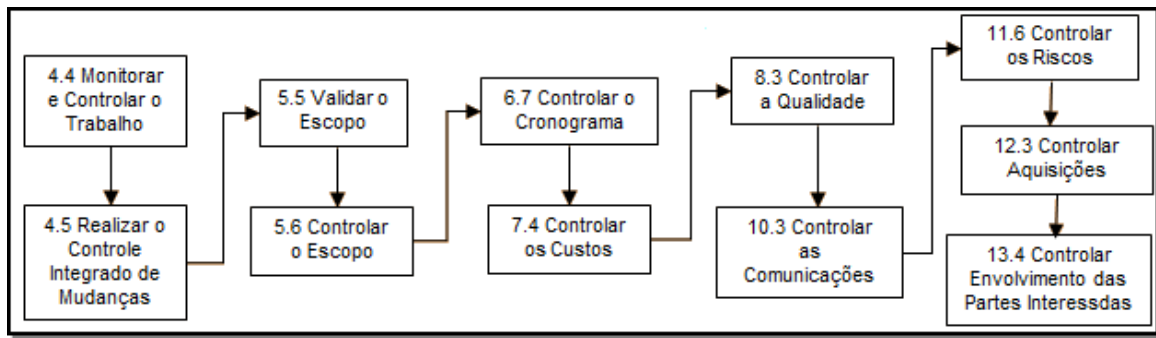 4.4 Monitorar
e Controlar o
Trabalho
4.5 Realizar o
Controle
Integrado de
Mudanças
5.5 Validar o
Escopo
5.6 Controlar
o Escopo
6.7 Controlar o
Cronograma
7.4 Controlar
os Custos
8.3 Controlar
a Qualidade
10.3 Controlar
as
Comunicações
11.6 Controlar
os Riscos
12.3 Controlar
Aquisições
13.4 Controlar
Envolvimento das
Partes Interessdas